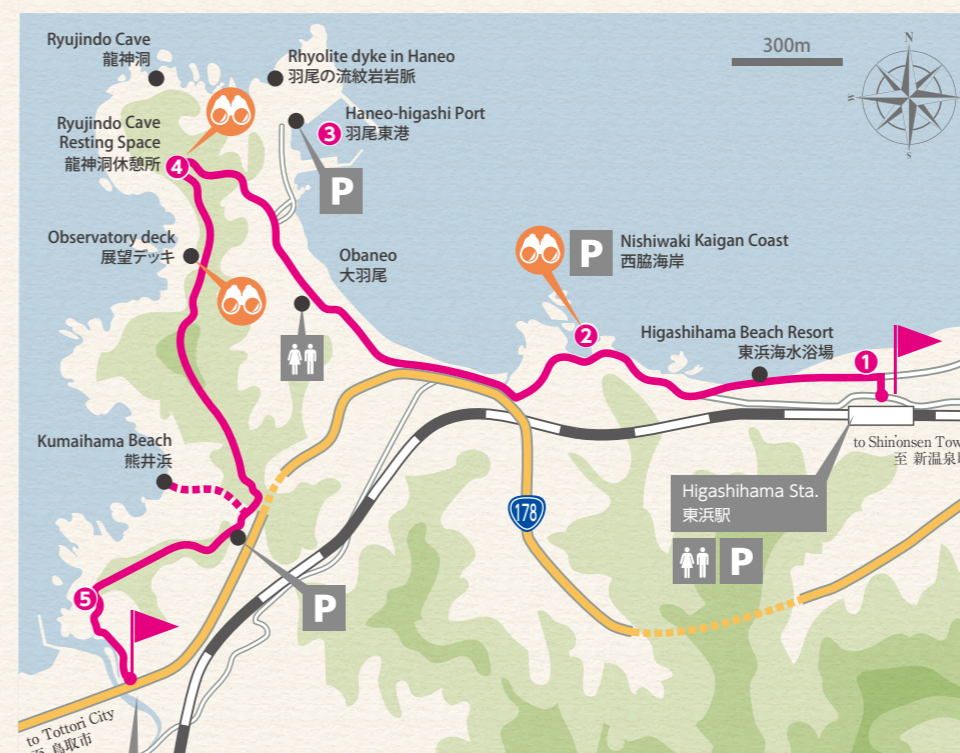 Ryujindo Cave
龍神洞
Rhyolite dyke in Haneo
羽尾の流紋岩岩脈
300m
N
S
Haneo-higashi Port
3 羽尾東港
Ryujindo Cave
Resting Space
龍神洞休憩所
4
P
Observatory deck
展望デッキ
Obaneo
大羽尾
P
Nishiwaki Kaigan Coast
西脇海岸
2
Higashihama Beach Resort
東浜海水浴場
1
to Shin'onsen
至 新温泉
Kumaihama Beach
熊井浜
Higashihama Sta.
東浜駅
178
P
P
5
to Tottori City
鳥取市